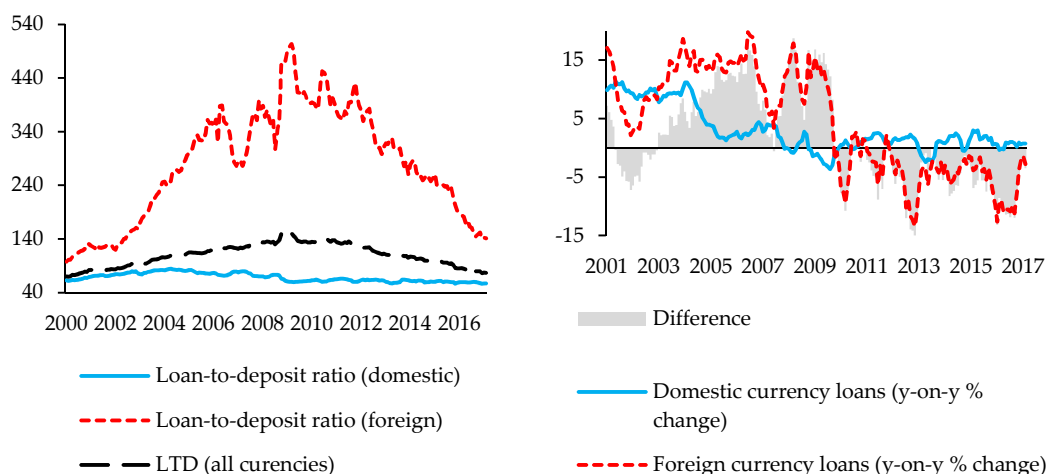 540
440
340
240
140
40
2000 2002 2004 2006 2008 2010 2012 2014 2016
Loan-to-deposit ratio (domestic)
Loan-to-deposit ratio (foreign)
LTD (all curencies)
15
5
-5
-15
2001 2003 2005 2007 2009 2011 2013 2015 2017
Difference
Domestic currency loans (y-on-y %
change)
Foreign currency loans (y-on-y % change)